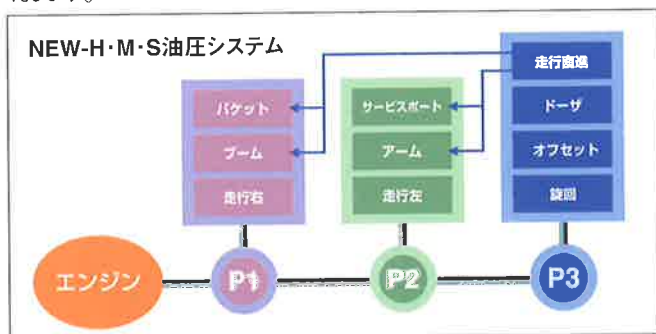 NEW-H・M・S油圧システム
走行直進
バケット
サービスポート
ドーザ
ブーム
アーム
オフセット
走行右
走行左
旋回
エンジン
P1
P2
P3